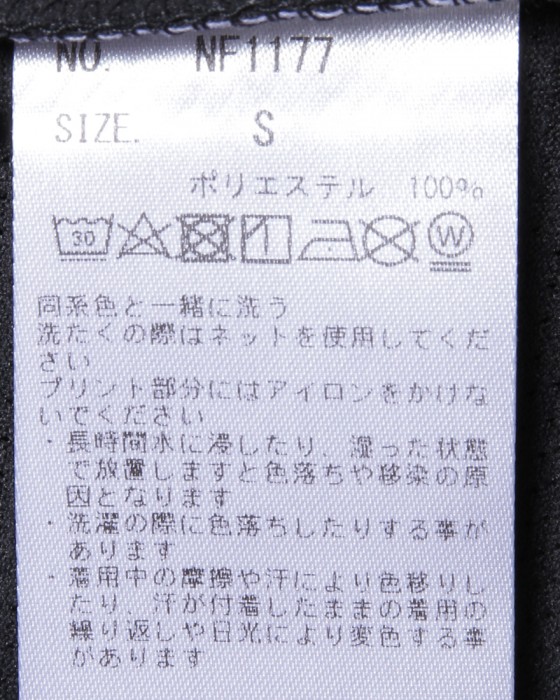 NO. NF1177
SIZE. S
ポリエステル 100%
30 W
同系色と一緒に洗う
洗たくの際はネットを使用してくだ
さい
プリント部分にはアイロンをかけな
いでください
・長時間水に浸したり、湿った状態
で放置しますと色落ちや移染の原
因となります
・洗濯の際に色落ちしたりする事が
あります
・着用中の摩擦や汗により色移りし
たり、汗が付着したままの着用の
繰り返しや日光により変色する事
があります